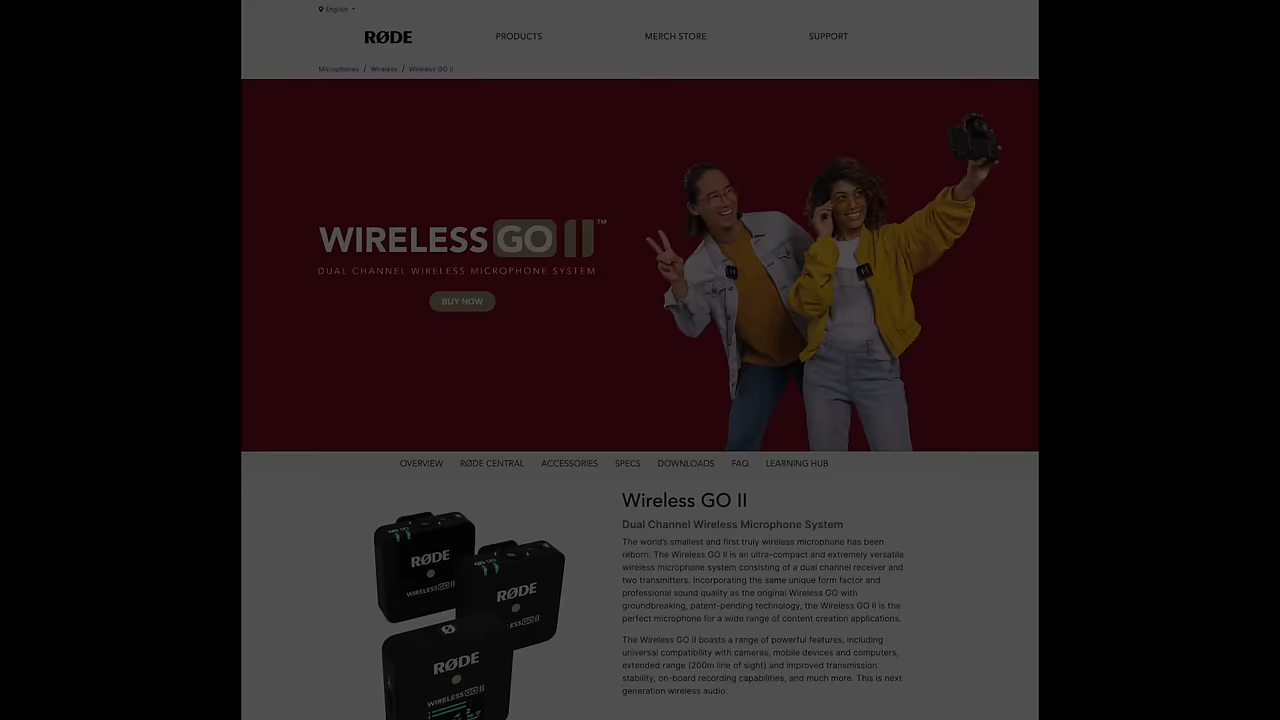 English
RØDE
PRODUCTS
MERCH STORE
SUPPORT
Microphones / Wireless / Wireless GO II
WIRELESS GO II™
DUAL CHANNEL WIRELESS MICROPHONE SYSTEM
BUY NOW
OVERVIEW
RØDE CENTRAL
ACCESSORIES
SPECS
DOWNLOADS
FAQ
LEARNING HUB
RØDE
WIRELESS GO II
RØDE
RØDE
WIRELESS GO II
Wireless GO II
Dual Channel Wireless Microphone System
The world's smallest and first truly wireless microphone has been
reborn. The Wireless GO II is an ultra-compact and extremely versatile
wireless microphone system consisting of a dual channel receiver and
two transmitters. Incorporating the same unique form factor and
professional sound quality as the original Wireless GO with
groundbreaking, patent-pending technology, the Wireless GO II is the
perfect microphone for a wide range of content creation applications.
The Wireless GO II boasts a range of powerful features, including
universal compatibility with cameras, mobile devices and computers,
extended range (200m line of sight) and improved transmission
stability, on-board recording capabilities, and much more. This is next
generation wireless audio.